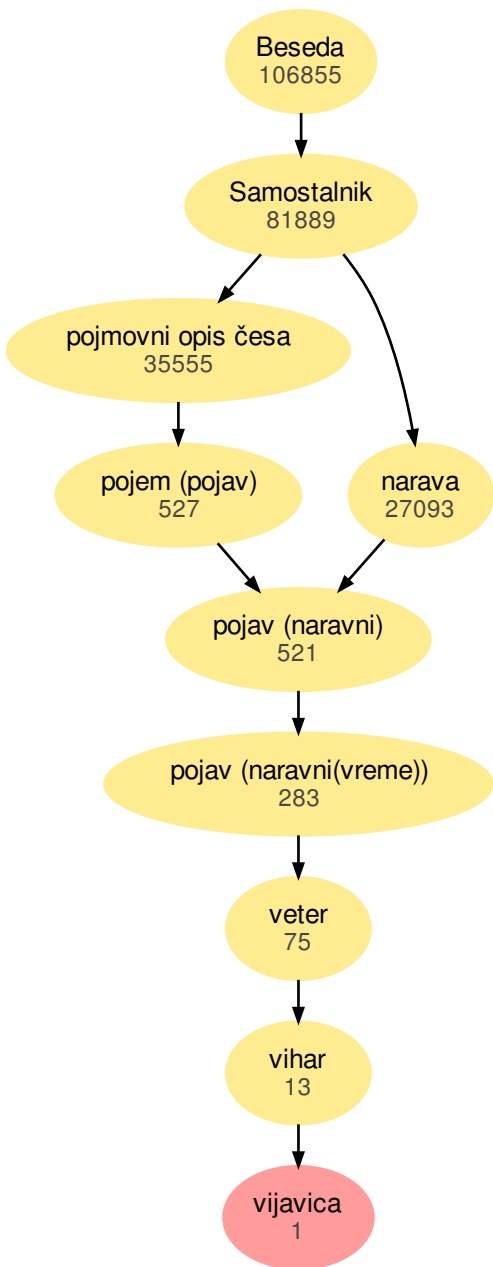 Beseda
106855
Samostalnik
81889
pojmovni opis česa
35555
pojem (pojav)
527
narava
27093
pojav (naravni)
521
pojav (naravni(vreme))
283
veter
75
vihar
13
vijavica
1